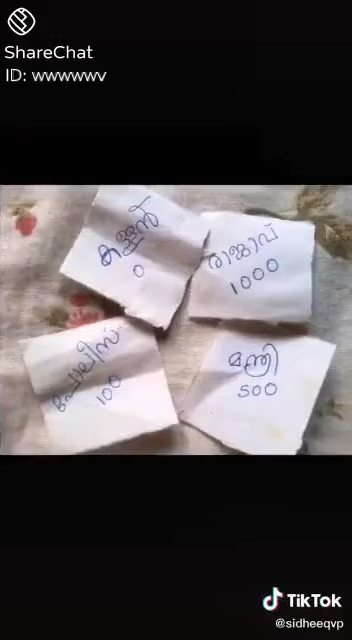 ShareChat
ID: wwwwwv
കള്ളൻ
0
രാജാവ്
1000
പോലീസ്
100
മന്ത്രി
500
TikTok
@sidheeqvp